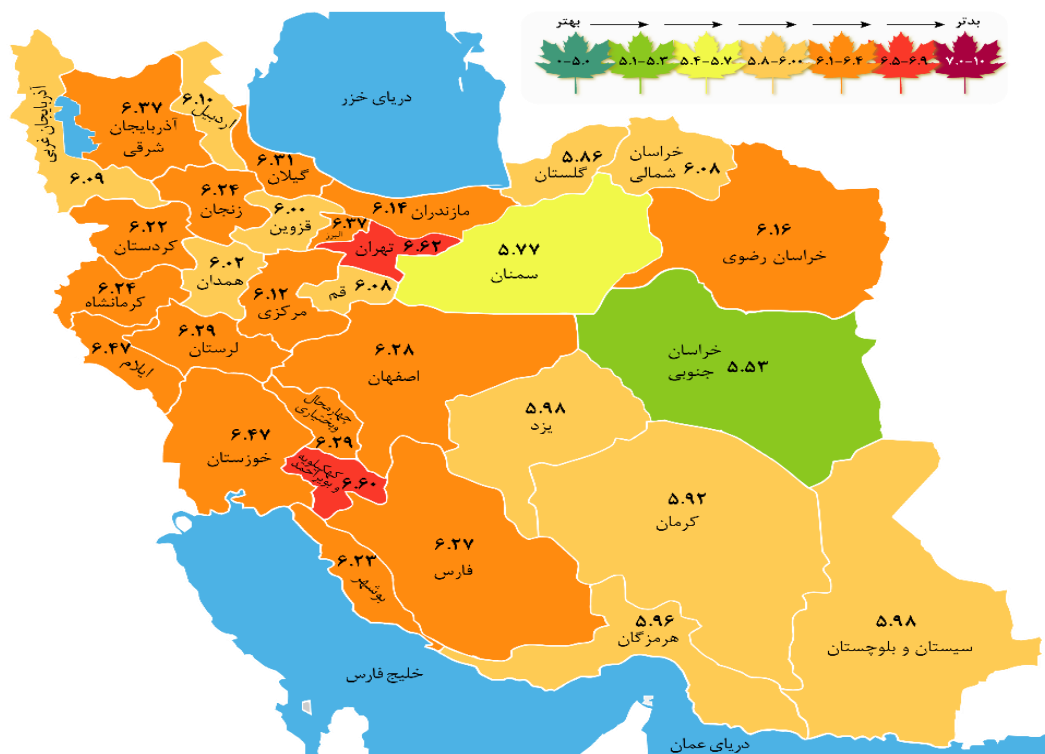 بهتر
بدتر
۰-۵.۰
۵.۱-۵.۳
۵.۴-۵.۷
۵.۸-۶.۰۰
۶.۱-۶.۴
۶.۵-۶.۹
۷.۰-۱۰
دریای خزر
آذربایجان غربی
۶.۰۹
۶.۳۷
آذربایجان
شرقی
۶.۱۰
اردبیل
۶.۳۱
گیلان
۶.۲۴
زنجان
۶.۰۰
قزوین
۶.۱۴
مازندران
۶.۳۷
البرز
۶.۶۲
تهران
۵.۸۶
گلستان
خراسان
شمالی
۶.۰۸
۶.۱۶
خراسان رضوی
۵.۷۷
سمنان
۶.۲۲
کردستان
۶.۰۲
همدان
۶.۰۸
قم
۶.۱۲
مرکزی
۶.۲۴
کرمانشاه
۶.۲۹
لرستان
۶.۴۷
ایلام
۶.۲۸
اصفهان
خراسان
جنوبی
۵.۵۳
۵.۹۸
یزد
چهارمحال
وبختیاری
۶.۲۹
۶.۴۷
خوزستان
کهکیلویه
و بویراحمد
۶.۶۰
۵.۹۲
کرمان
۶.۲۷
فارس
۶.۲۳
بوشهر
۵.۹۶
هرمزگان
۵.۹۸
سیستان و بلوچستان
خلیج فارس
دریای عمان